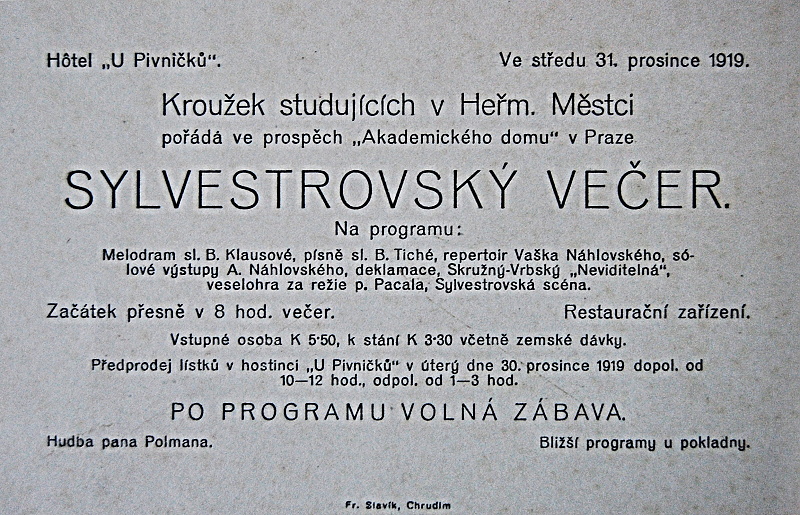 Hôtel „U Pivničků“. Ve středu 31. prosince 1919.
Kroužek studujících v Heřm. Městci
pořádá ve prospěch „Akademického domu“ v Praze
SYLVESTROVSKÝ VEČER.
Na programu:
Melodram sl. B. Klausové, písně sl. B. Tiché, repertoir Vaška Náhlovského, só-
lové výstupy A. Náhlovského, deklamace, Skružný-Vrbský „Neviditelná“,
veselohra za režie p. Pacala, Sylvestrovská scéna.
Začátek přesně v 8 hod. večer. Restaurační zařízení.
Vstupné osoba K 5·50, k stání K 3·30 včetně zemské dávky.
Předprodej lístků v hostinci „U Pivničků“ v úterý dne 30. prosince 1919 dopol. od
10—12 hod., odpol. od 1—3 hod.
PO PROGRAMU VOLNÁ ZÁBAVA.
Hudba pana Polmana. Bližší programy u pokladny.
Fr. Slavík, Chrudim